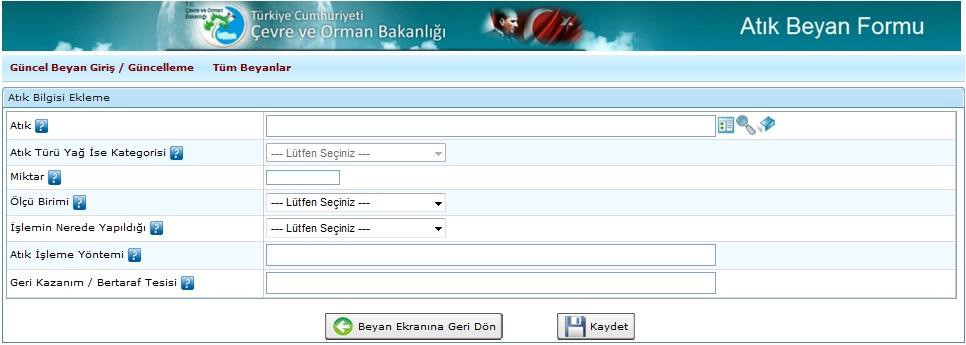 T.C.
Çevre ve Orman
Bakanlığı
Türkiye Cumhuriyeti
Çevre ve Orman Bakanlığı
Atık Beyan Formu
Güncel Beyan Giriş / Güncelleme Tüm Beyanlar
Atık Bilgisi Ekleme
Atık ?
Atık Türü Yağ İse Kategorisi ? --- Lütfen Seçiniz ---
Miktar ?
Ölçü Birimi ? --- Lütfen Seçiniz ---
İşlemin Nerede Yapıldığı ? --- Lütfen Seçiniz ---
Atık İşleme Yöntemi ?
Geri Kazanım / Bertaraf Tesisi ?
Beyan Ekranına Geri Dön Kaydet